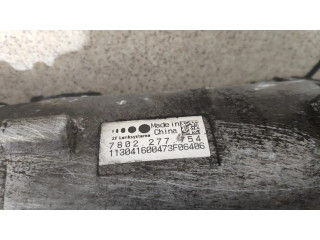 ZF Lenksysteme
Made in
China
7802 277 754
113041600473F06406